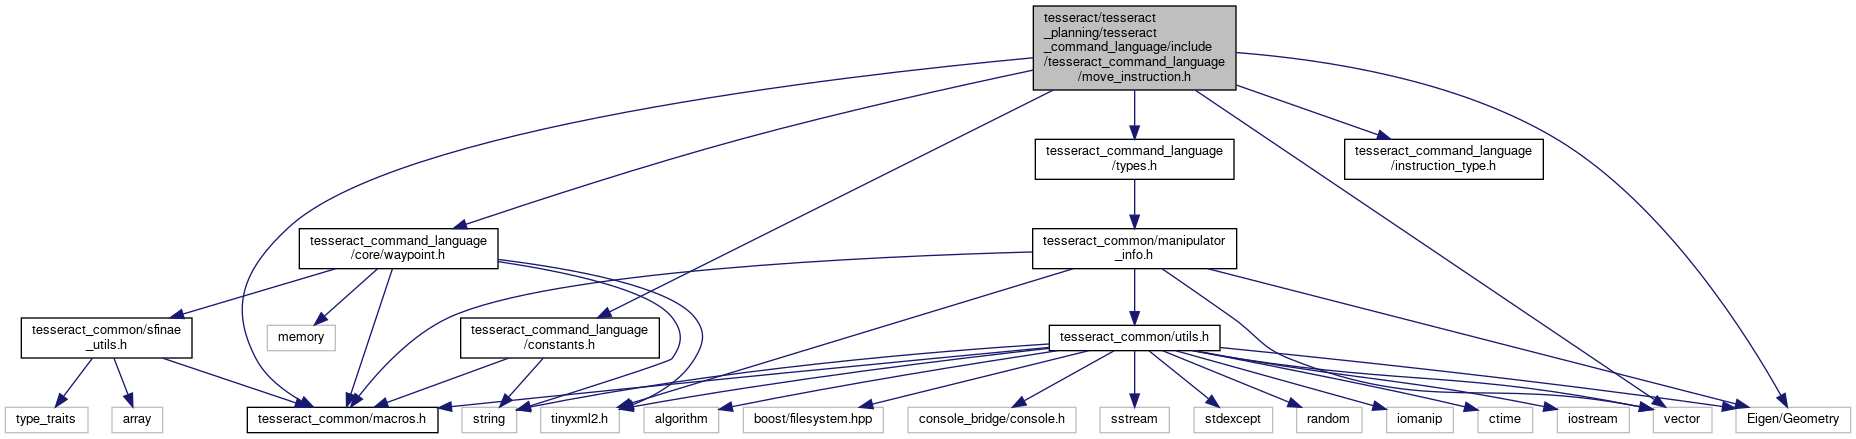 tesseract/tesseract
_planning/tesseract
_command_language/include
/tesseract_command_language
/move_instruction.h
tesseract_command_language
/types.h
tesseract_command_language
/instruction_type.h
tesseract_command_language
/core/waypoint.h
tesseract_common/manipulator
_info.h
tesseract_common/sfinae
_utils.h
memory
tesseract_command_language
/constants.h
tesseract_common/utils.h
type_traits
array
tesseract_common/macros.h
string
tinyxml2.h
algorithm
boost/filesystem.hpp
console_bridge/console.h
sstream
stdexcept
random
iomanip
ctime
iostream
vector
Eigen/Geometry